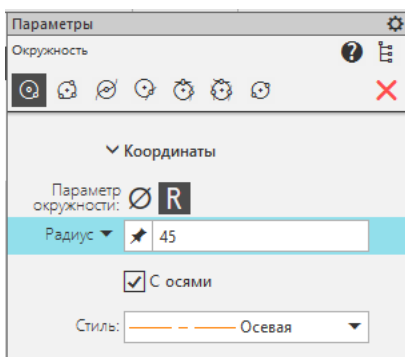 Параметры
Окружность
Координаты
Параметр
окружности: R
Радиус 45
С осями
Стиль: Осевая